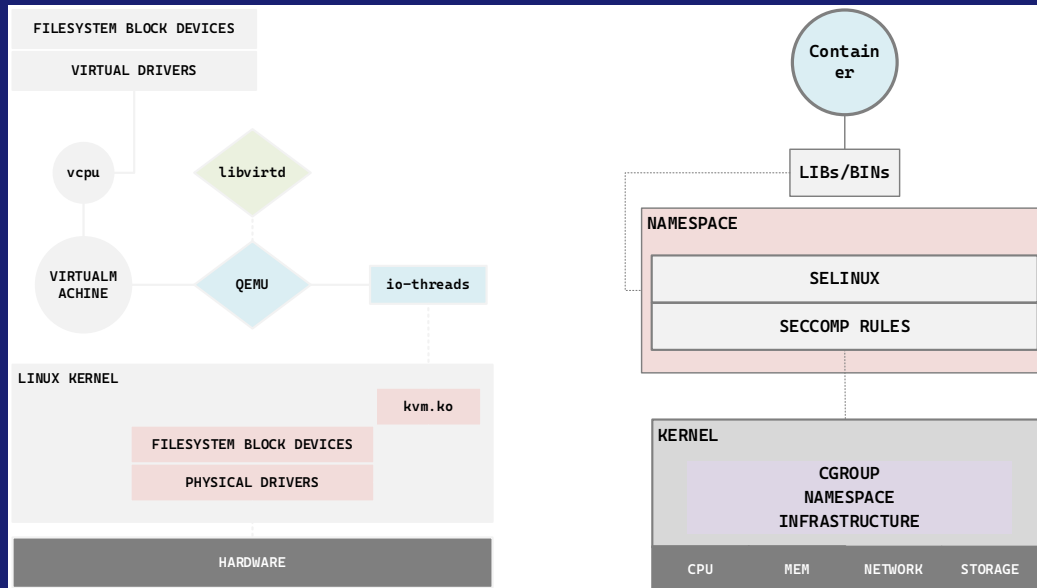 FILESYSTEM BLOCK DEVICES
VIRTUAL DRIVERS
vcpu
libvirtd
VIRTUALM
ACHINE
QEMU
io-threads
LINUX KERNEL
kvm.ko
FILESYSTEM BLOCK DEVICES
PHYSICAL DRIVERS
HARDWARE
Contain
er
LIBs/BINs
NAMESPACE
SELINUX
SECCOMP RULES
KERNEL
CGROUP
NAMESPACE
INFRASTRUCTURE
CPU MEM NETWORK STORAGE